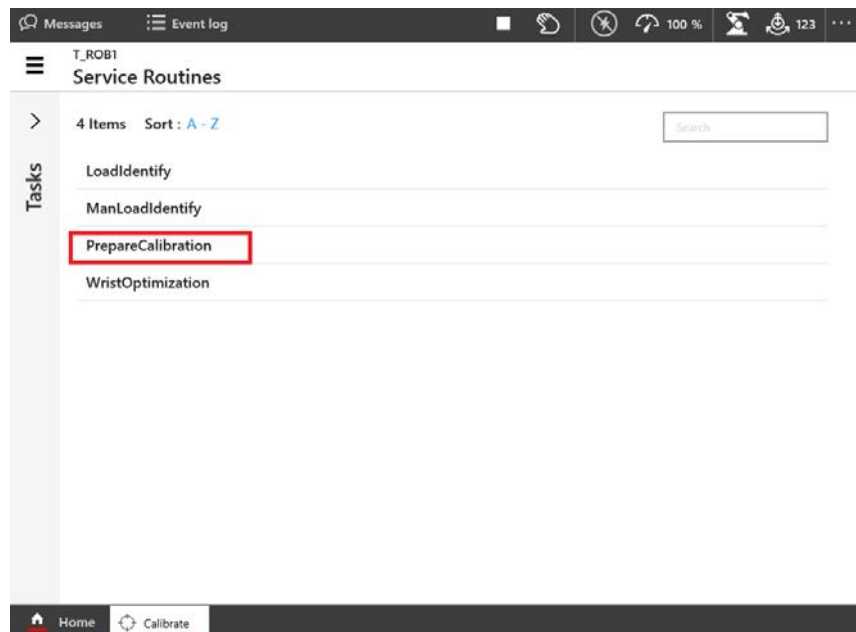 Messages Event log 100 % 123 ...
T_ROB1
Service Routines
4 Items Sort : A - Z Search
Tasks
LoadIdentify
ManLoadIdentify
PrepareCalibration
WristOptimization
Home Calibrate